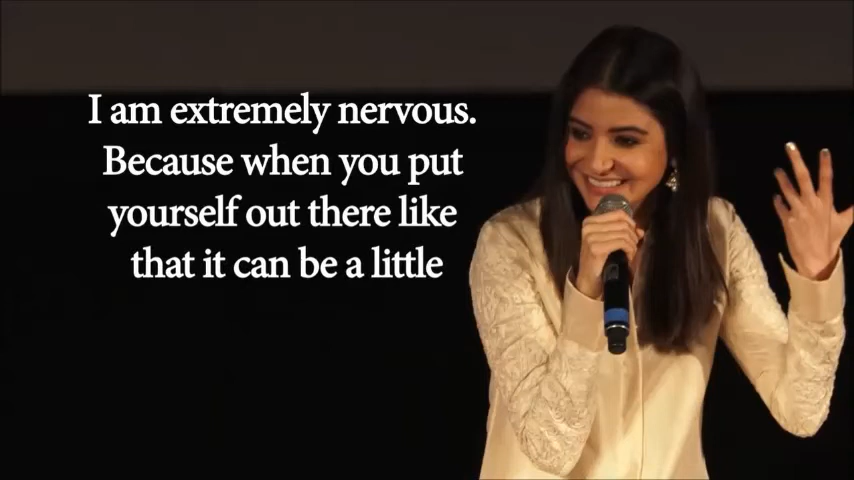 I am extremely nervous.
Because when you put
yourself out there like
that it can be a little